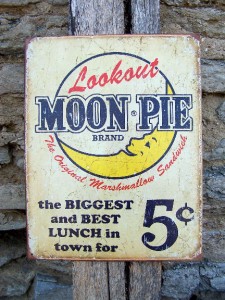 Lookout
MOON PIE
BRAND
The Original Marshmallow Sandwich
the BIGGEST
and BEST
LUNCH in
town for
5¢